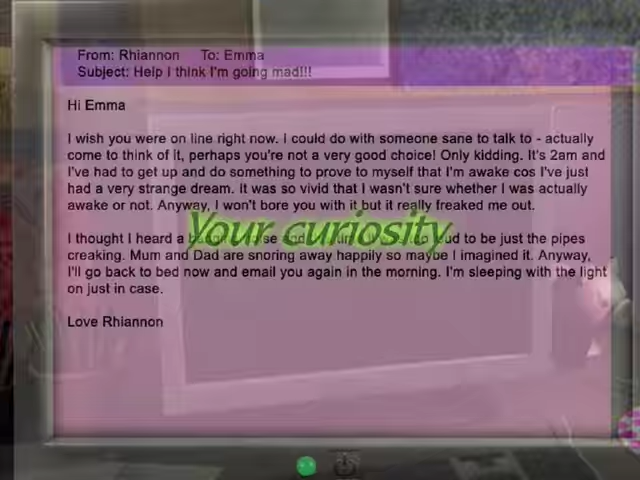 From: Rhiannon To: Emma
Subject: Help I think I'm going mad!!!
Hi Emma
I wish you were on line right now. I could do with someone sane to talk to - actually
come to think of it, perhaps you're not a very good choice! Only kidding. It's 2am and
I've had to get up and do something to prove to myself that I'm awake cos I've just
had a very strange dream. It was so vivid that I wasn't sure whether I was actually
awake or not. Anyway, I won't bore you with it but it really freaked me out.
Your curiosity
I thought I heard a to be just the pipes
creaking. Mum and Dad are snoring away happily so maybe I imagined it. Anyway,
I'll go back to bed now and email you again in the morning. I'm sleeping with the light
on just in case.
Love Rhiannon